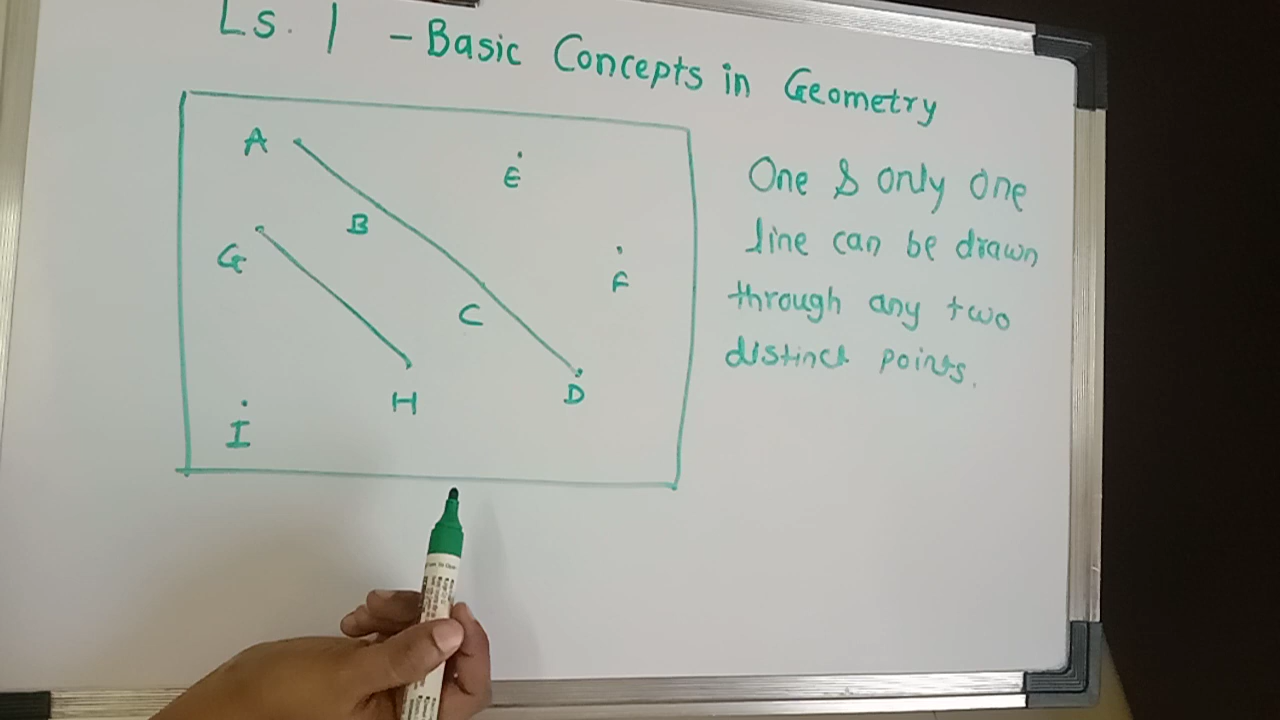 Ls. 1 - Basic Concepts in Geometry
A
E
B
G
F
C
H
D
I
One & only one
line can be drawn
through any two
distinct points.